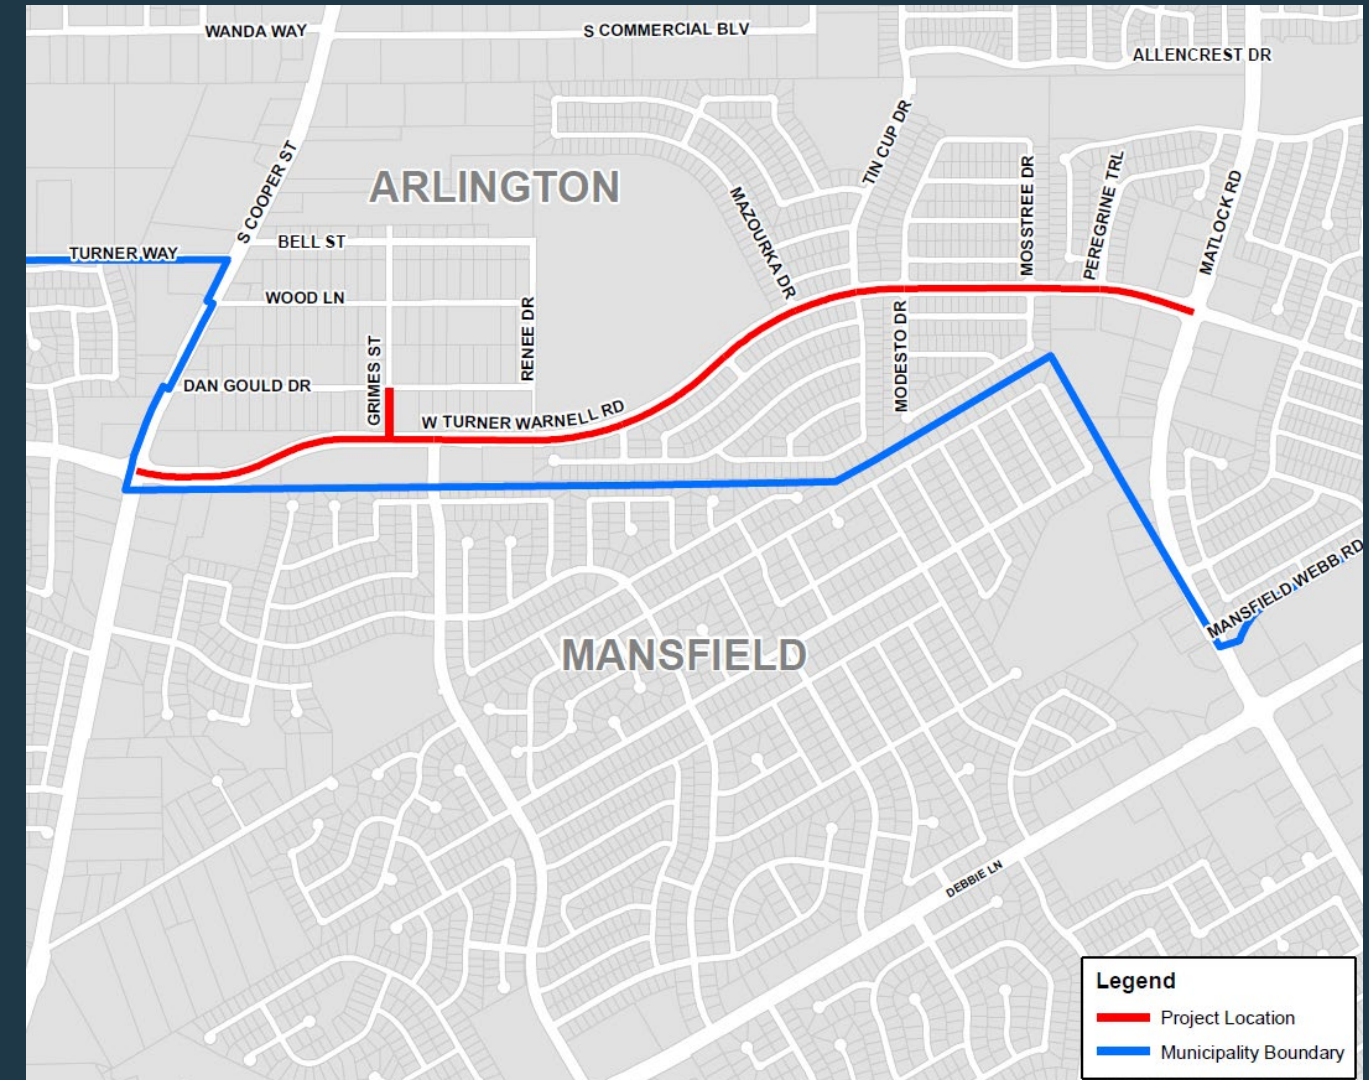 WANDA WAY
S COMMERCIAL BLV
ALLENCREST DR
TIN CUP DR
S COOPER ST
ARLINGTON
MAZOURKA DR
MOSSTREE DR
PEREGRINE TRL
MATLOCK RD
TURNER WAY
BELL ST
WOOD LN
RENEE DR
MODESTO DR
GRIMES ST
DAN GOULD DR
W TURNER WARNELL RD
MANSFIELD WEBB RD
MANSFIELD
DEBBIE LN
Legend
Project Location
Municipality Boundary